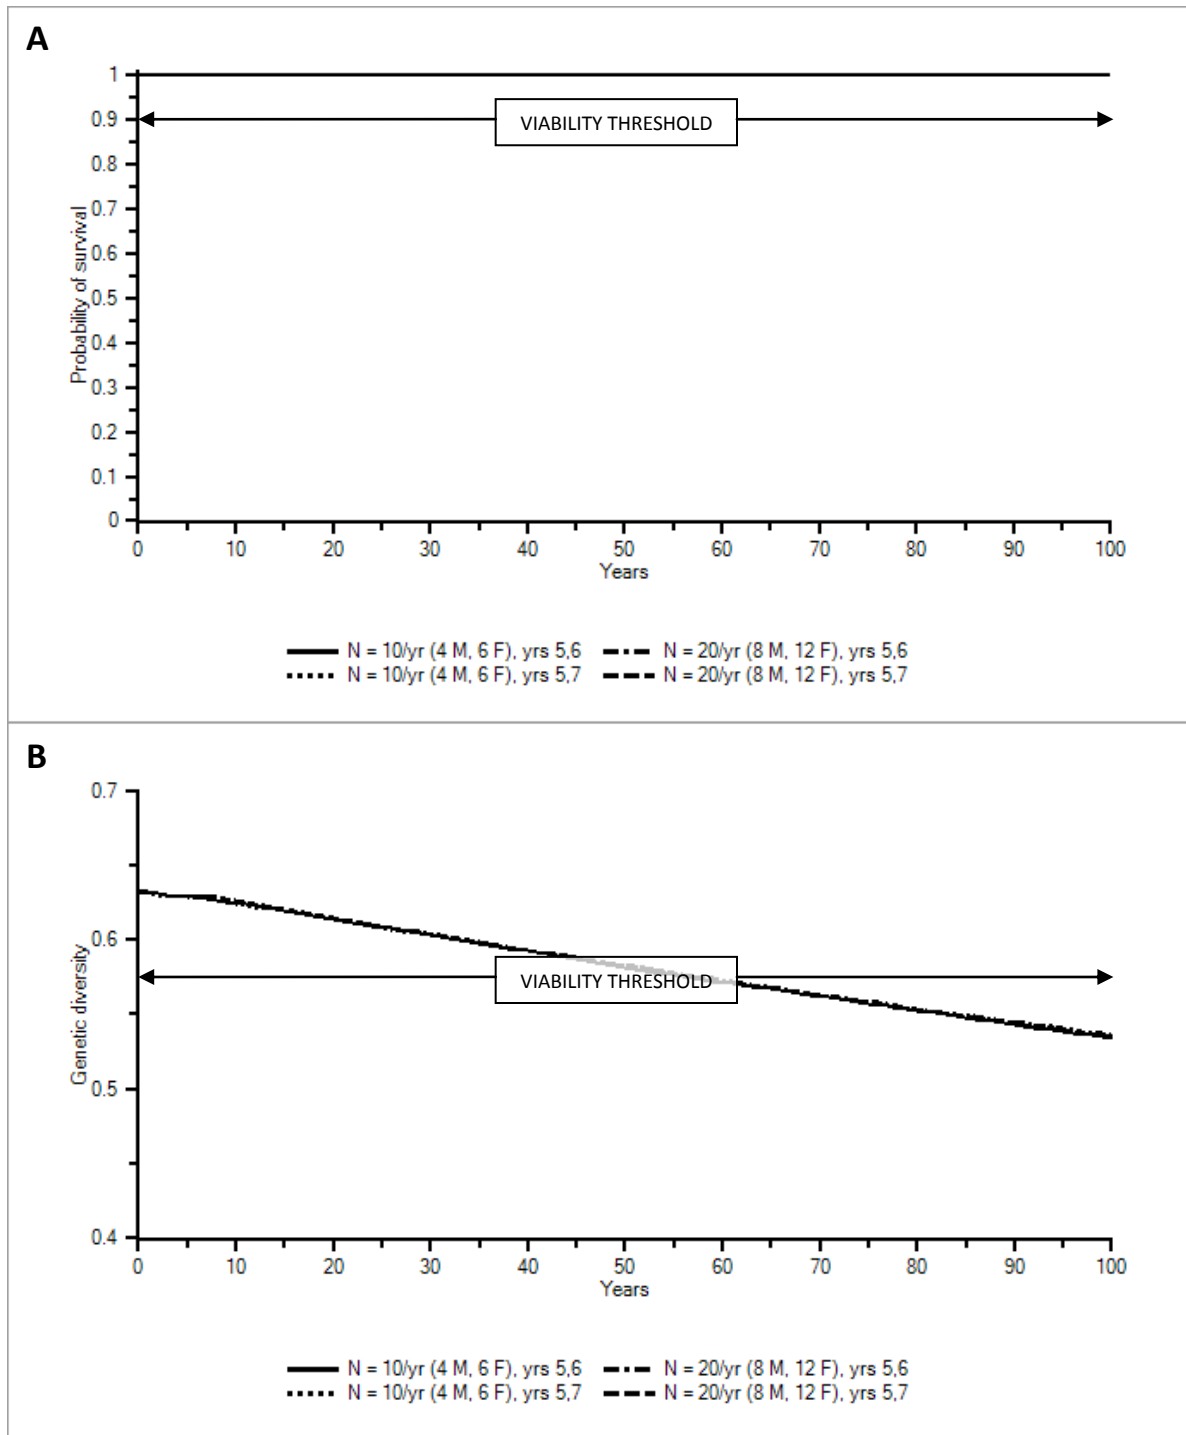 A
1
0.9
0.8
0.7
0.6
0.5
0.4
0.3
0.2
0.1
0
Probability of survival
VIABILITY THRESHOLD
0 10 20 30 40 50 60 70 80 90 100
Years
N = 10/yr (4 M, 6 F), yrs 5,6 N = 20/yr (8 M, 12 F), yrs 5,6
N = 10/yr (4 M, 6 F), yrs 5,7 N = 20/yr (8 M, 12 F), yrs 5,7
B
0.7
0.6
0.5
0.4
Genetic diversity
VIABILITY THRESHOLD
0 10 20 30 40 50 60 70 80 90 100
Years
N = 10/yr (4 M, 6 F), yrs 5,6 N = 20/yr (8 M, 12 F), yrs 5,6
N = 10/yr (4 M, 6 F), yrs 5,7 N = 20/yr (8 M, 12 F), yrs 5,7